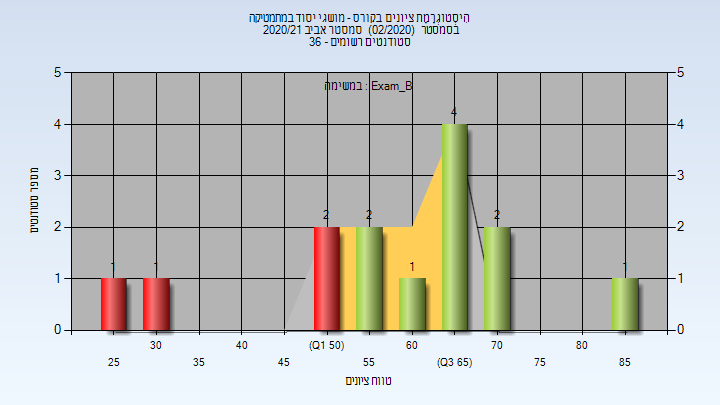 היסטוגרמת ציונים בקורס - מושגי יסוד במתמטיקה
בסמסטר (02/2020) סמסטר אביב 2020/21
סטודנטים רשומים - 36
במשימה : Exam_B
מספר סטודנטים
5 5
4 4
3 3
2 2
1 1
0 0
1 1 2 2 1 4 2 1
30 40 (Q1 50) 60 70 80
25 35 45 55 (Q3 65) 75 85
טווח ציונים